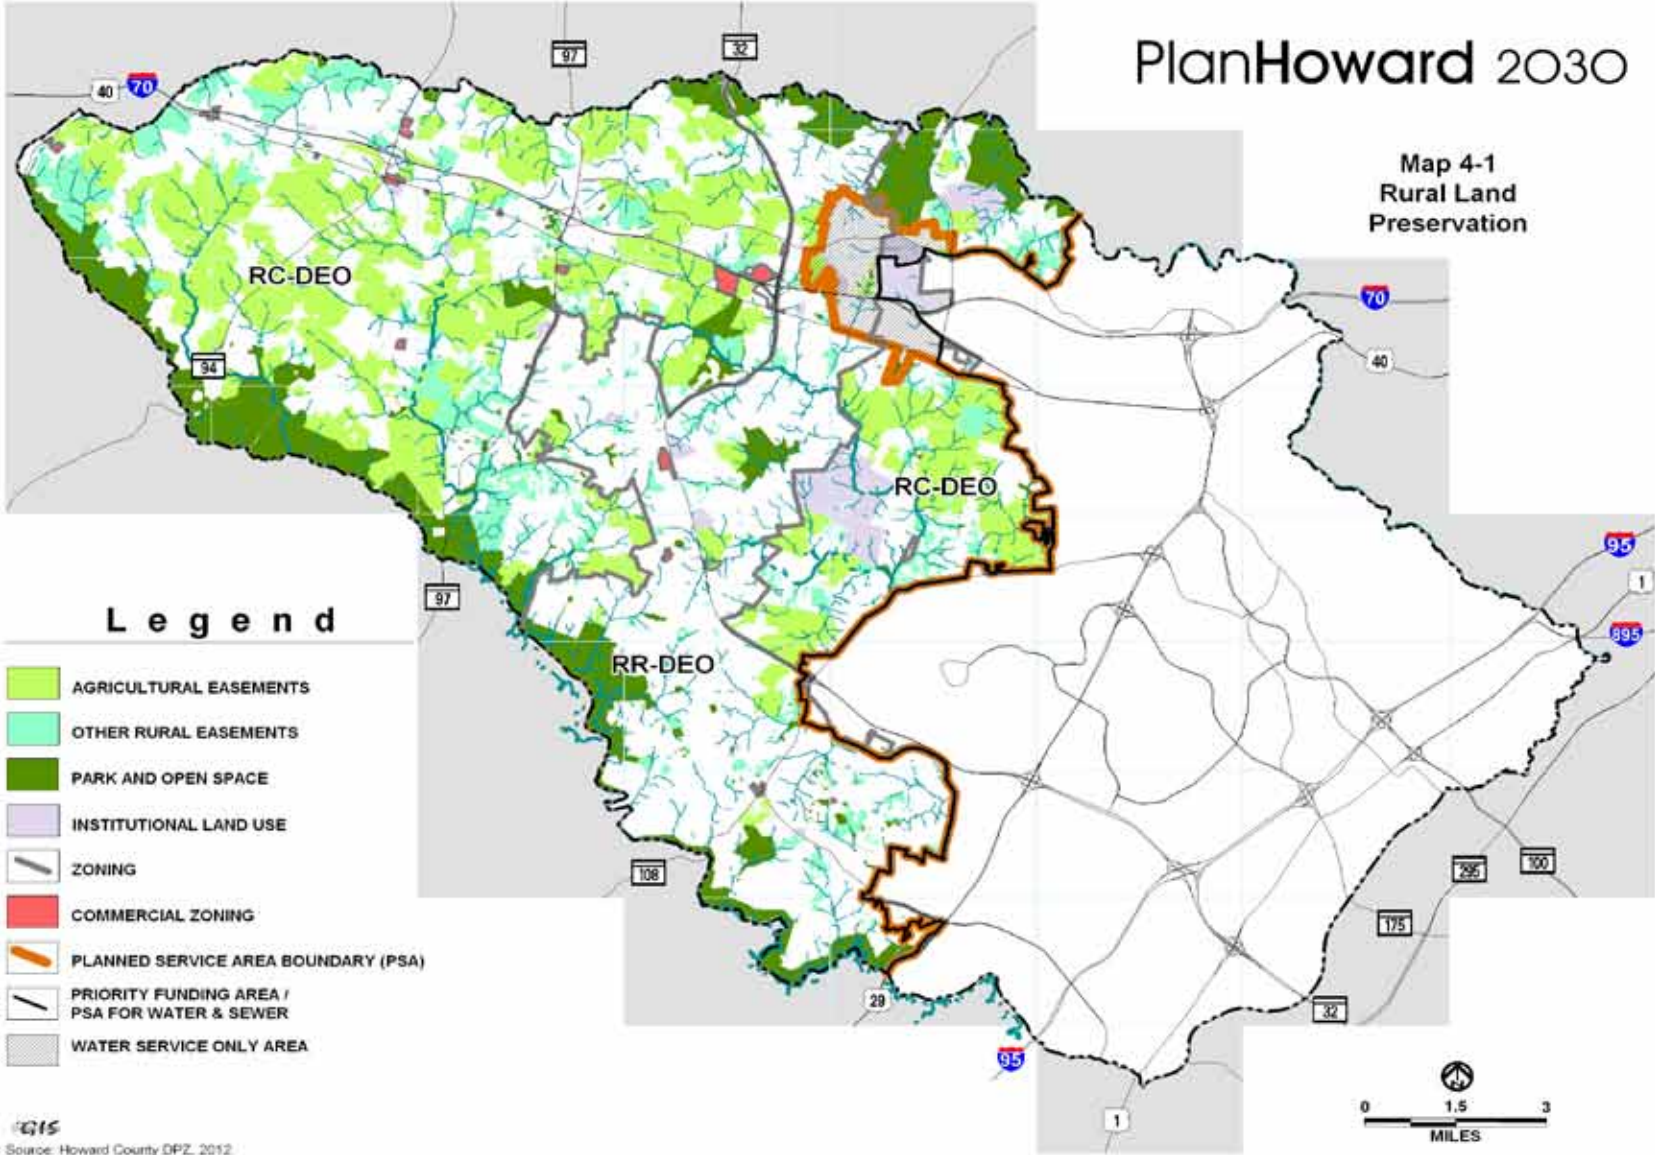 PlanHoward 2030
Map 4-1
Rural Land
Preservation
97
32
40
70
RC-DEO
94
70
40
RC-DEO
95
1
895
97
RR-DEO
108
295
100
175
29
32
95
1
Legend
AGRICULTURAL EASEMENTS
OTHER RURAL EASEMENTS
PARK AND OPEN SPACE
INSTITUTIONAL LAND USE
ZONING
COMMERCIAL ZONING
PLANNED SERVICE AREA BOUNDARY (PSA)
PRIORITY FUNDING AREA /
PSA FOR WATER & SEWER
WATER SERVICE ONLY AREA
N
0 1.5 3
MILES
GIS
Source: Howard County DPZ, 2012